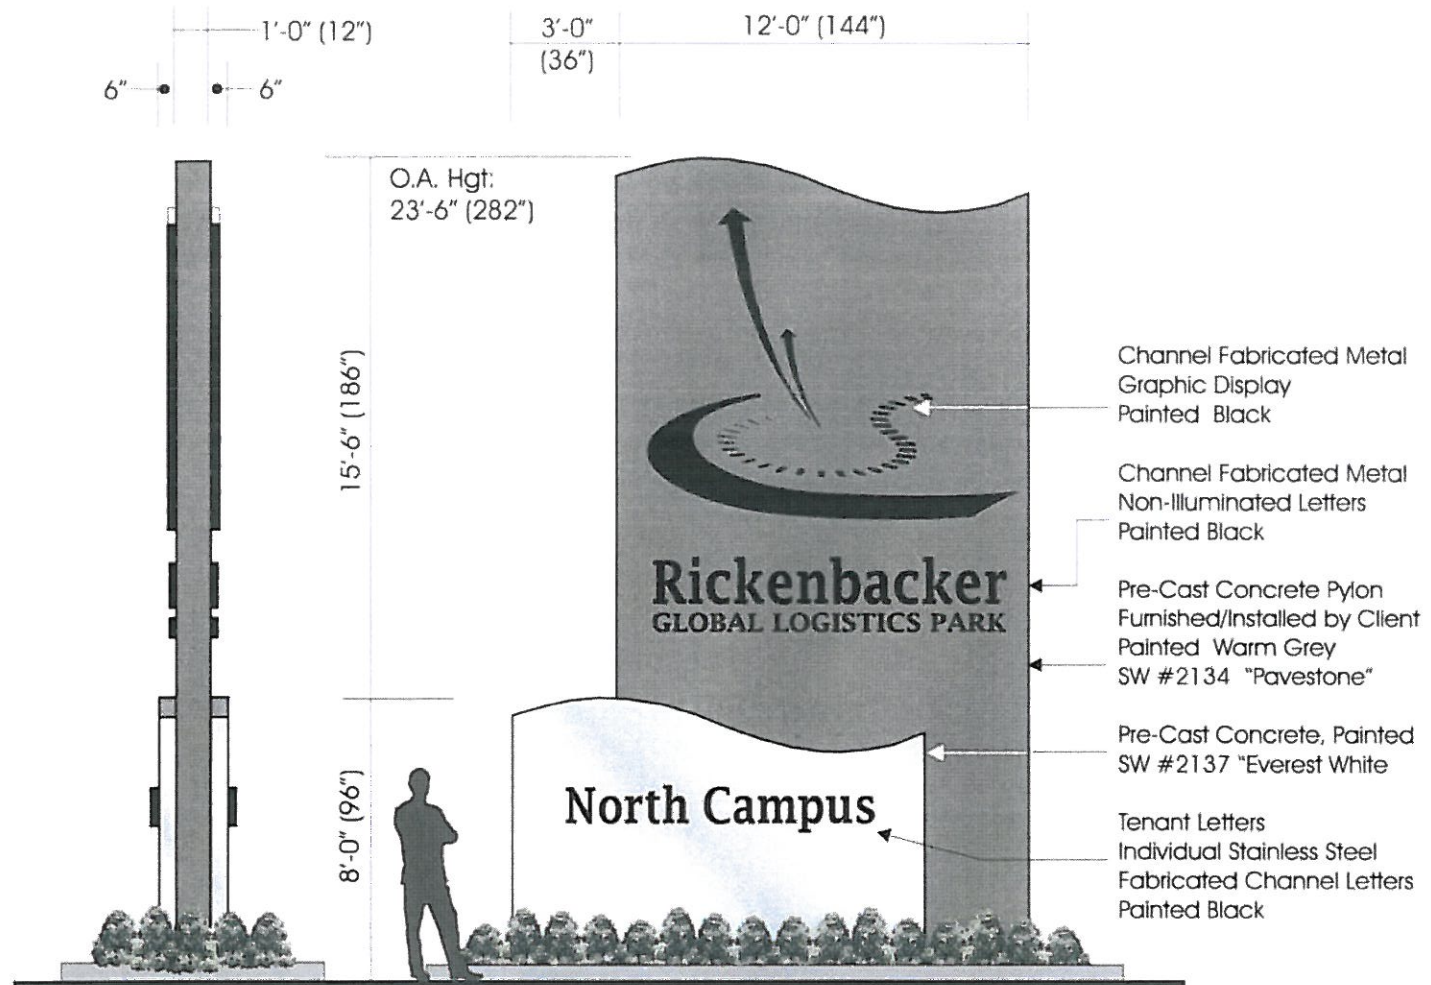 1'-0" (12")
3'-0"
(36")
12'-0" (144")
6"
6"
O.A. Hgt:
23'-6" (282")
15'-6" (186")
8'-0" (96")
Rickenbacker
GLOBAL LOGISTICS PARK
North Campus
Channel Fabricated Metal
Graphic Display
Painted Black
Channel Fabricated Metal
Non-Illuminated Letters
Painted Black
Pre-Cast Concrete Pylon
Furnished/Installed by Client
Painted Warm Grey
SW #2134 "Pavestone"
Pre-Cast Concrete, Painted
SW #2137 "Everest White
Tenant Letters
Individual Stainless Steel
Fabricated Channel Letters
Painted Black